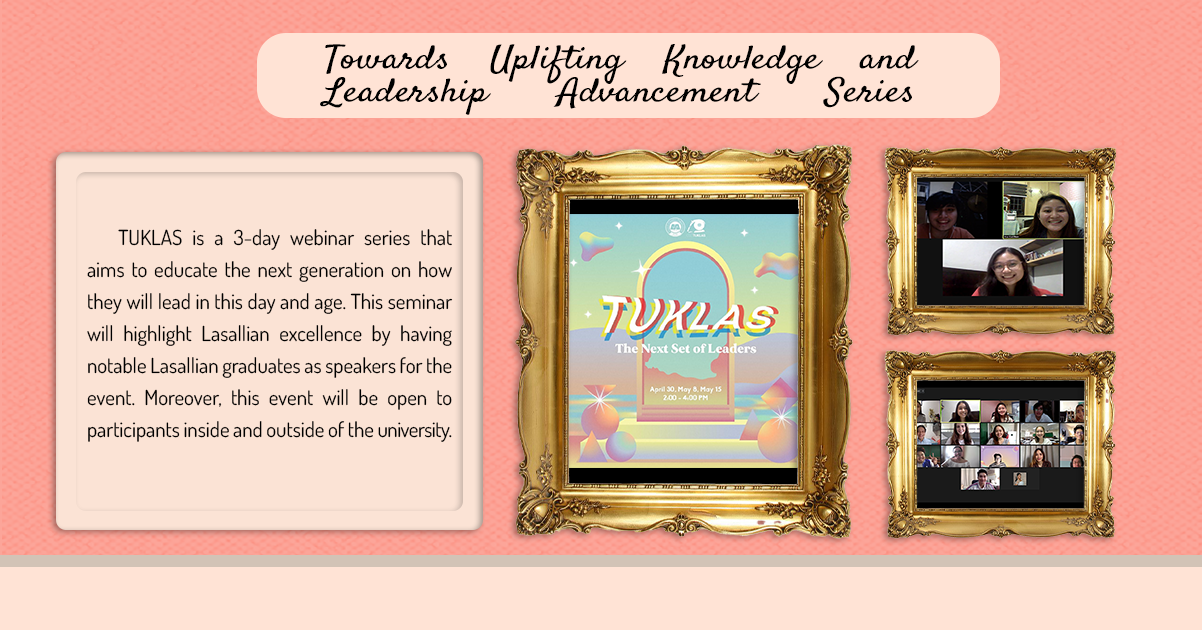 Towards Uplifting Knowledge and
Leadership Advancement Series
TUKLAS is a 3-day webinar series that
aims to educate the next generation on how
they will lead in this day and age. This seminar
will highlight Lasallian excellence by having
notable Lasallian graduates as speakers for the
event. Moreover, this event will be open to
participants inside and outside of the university.
TUKLAS
The Next Set of Leaders
April 30, May 8, May 15
2:00 - 4:00 PM